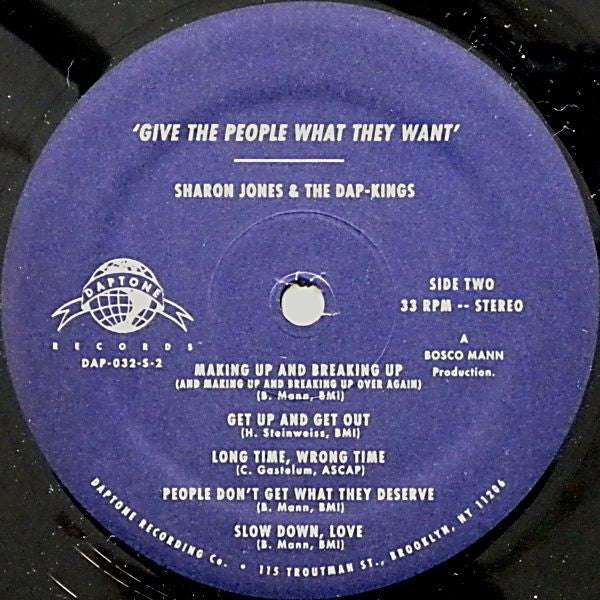 'GIVE THE PEOPLE WHAT THEY WANT'
SHARON JONES & THE DAP-KINGS
DAPTONE
RECORDS
DAP-032-S-2
SIDE TWO
33 RPM -- STEREO
A
BOSCO MANN
Production.
MAKING UP AND BREAKING UP
(AND MAKING UP AND BREAKING UP OVER AGAIN)
(B. Mann, BMI)
GET UP AND GET OUT
(H. Steinweiss, BMI)
LONG TIME, WRONG TIME
(C. Gastelum, ASCAP)
PEOPLE DON'T GET WHAT THEY DESERVE
(B. Mann, BMI)
SLOW DOWN, LOVE
(B. Mann, BMI)
DAPTONE RECORDING Co. • 115 TROUTMAN ST., BROOKLYN, NY 11206